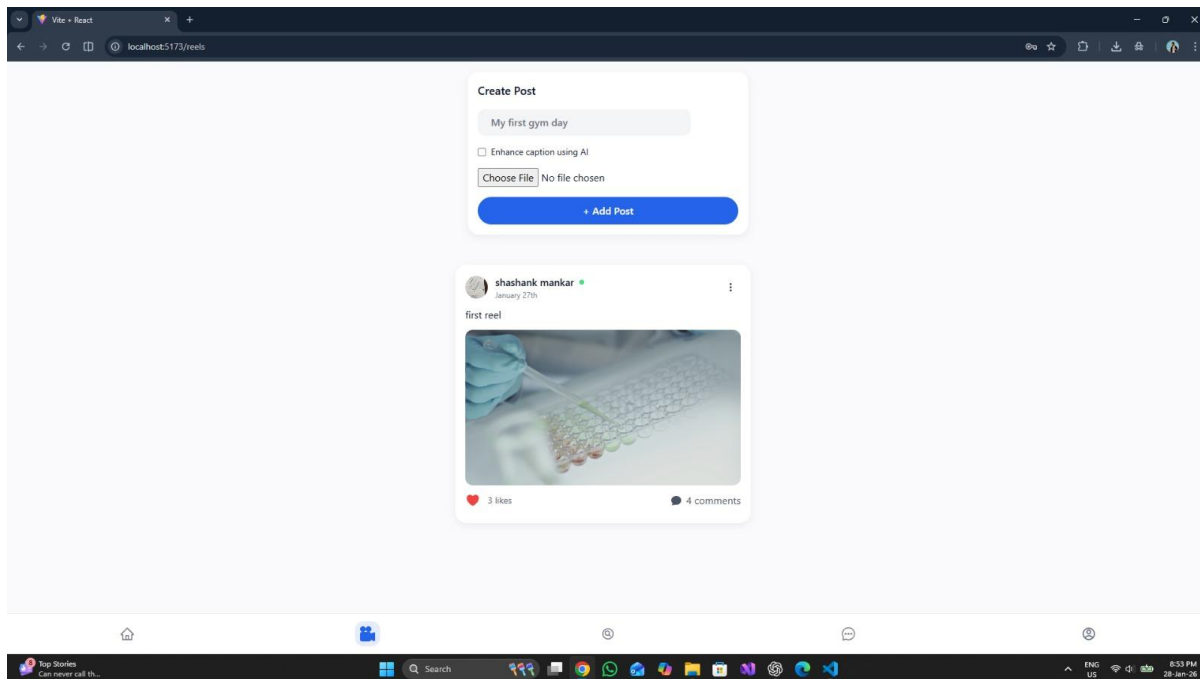 Vite + React
localhost:5173/reels
Create Post
My first gym day
Enhance caption using AI
Choose File No file chosen
+ Add Post
shashank mankar
January 27th
first reel
3 likes
4 comments
8
Top Stories
Can never call th...
Search
ENG
US
8:53 PM
28-Jan-26